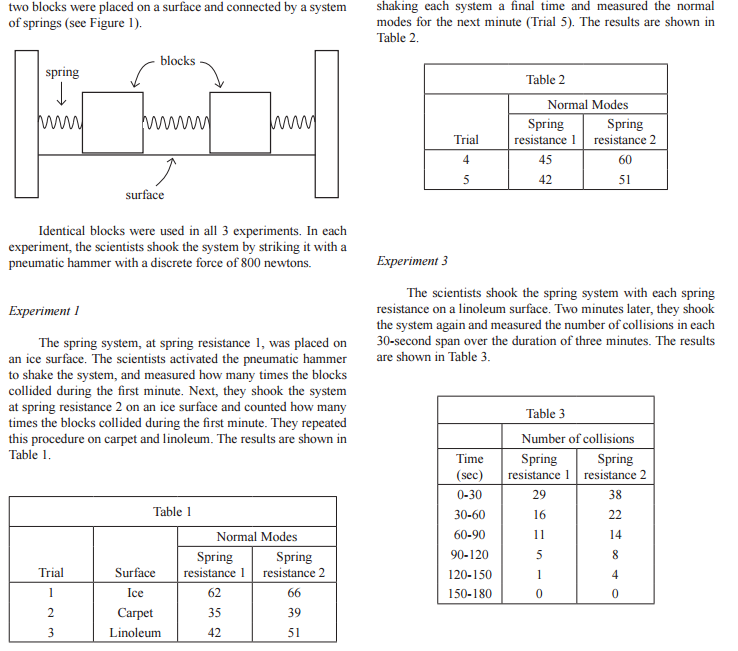 two blocks were placed on a surface and connected by a system
of springs (see Figure 1).
blocks
spring
surface
Identical blocks were used in all 3 experiments. In each
experiment, the scientists shook the system by striking it with a
pneumatic hammer with a discrete force of 800 newtons.
Experiment 1
The spring system, at spring resistance 1, was placed on
an ice surface. The scientists activated the pneumatic hammer
to shake the system, and measured how many times the blocks
collided during the first minute. Next, they shook the system
at spring resistance 2 on an ice surface and counted how many
times the blocks collided during the first minute. They repeated
this procedure on carpet and linoleum. The results are shown in
Table 1.
Table 1
Normal Modes
Spring Spring
Trial Surface resistance 1 resistance 2
1 Ice 62 66
2 Carpet 35 39
3 Linoleum 42 51
shaking each system a final time and measured the normal
modes for the next minute (Trial 5). The results are shown in
Table 2.
Table 2
Normal Modes
Spring Spring
Trial resistance 1 resistance 2
4 45 60
5 42 51
Experiment 3
The scientists shook the spring system with each spring
resistance on a linoleum surface. Two minutes later, they shook
the system again and measured the number of collisions in each
30-second span over the duration of three minutes. The results
are shown in Table 3.
Table 3
Number of collisions
Time Spring Spring
(sec) resistance 1 resistance 2
0-30 29 38
30-60 16 22
60-90 11 14
90-120 5 8
120-150 1 4
150-180 0 0